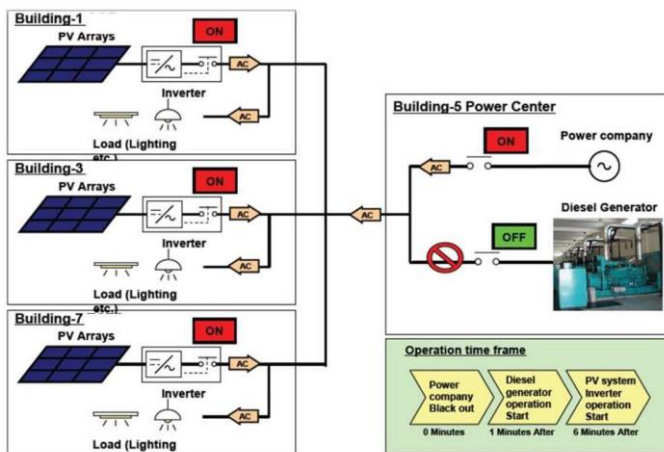 Building-1
PV Arrays
ON
AC
Inverter
AC
Load (Lighting
etc.)
Building-3
PV Arrays
ON
AC
Inverter
AC
Load (Lighting
etc.)
Building-7
PV Arrays
ON
AC
Inverter
AC
Load (Lighting
AC
Building-5 Power Center
ON
Power company
AC
Diesel Generator
OFF
Operation time frame
Power
company
Black out
0 Minutes
Diesel
generator
operation
Start
1 Minutes After
PV system
Inverter
operation
Start
6 Minutes After